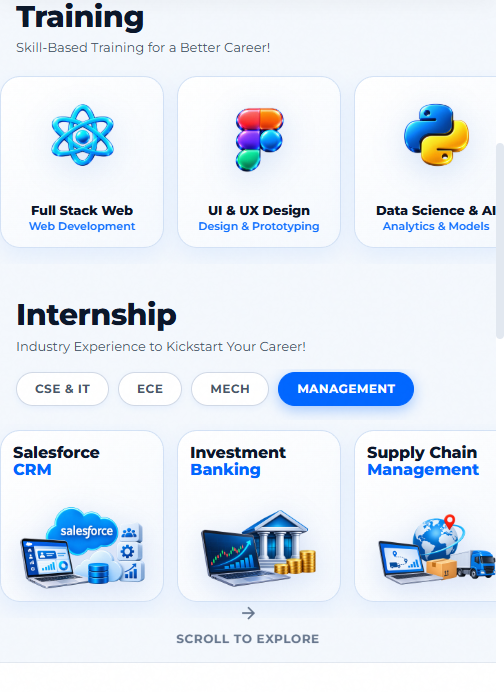 Training
Skill-Based Training for a Better Career!
Full Stack Web
Web Development
UI & UX Design
Design & Prototyping
Data Science & AI
Analytics & Models
Internship
Industry Experience to Kickstart Your Career!
CSE & IT
ECE
MECH
MANAGEMENT
Salesforce
CRM
salesforce
Investment
Banking
Supply Chain
Management
SCROLL TO EXPLORE